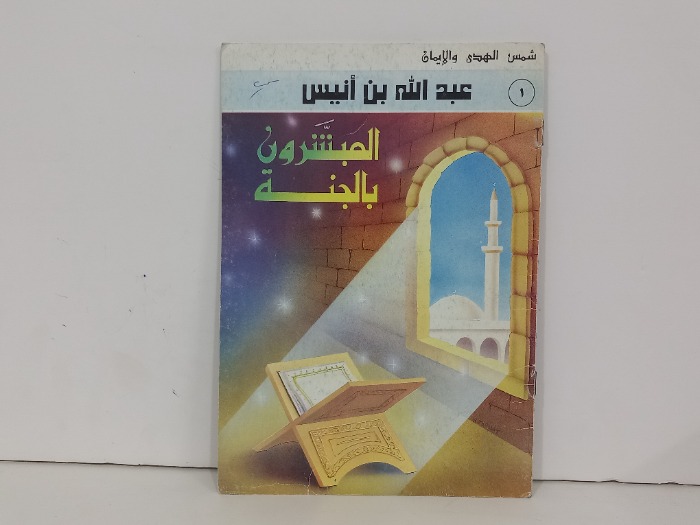 شمس الهدى والإيمان
١ عبد الله بن أنيس
المبشرون
بالجنة